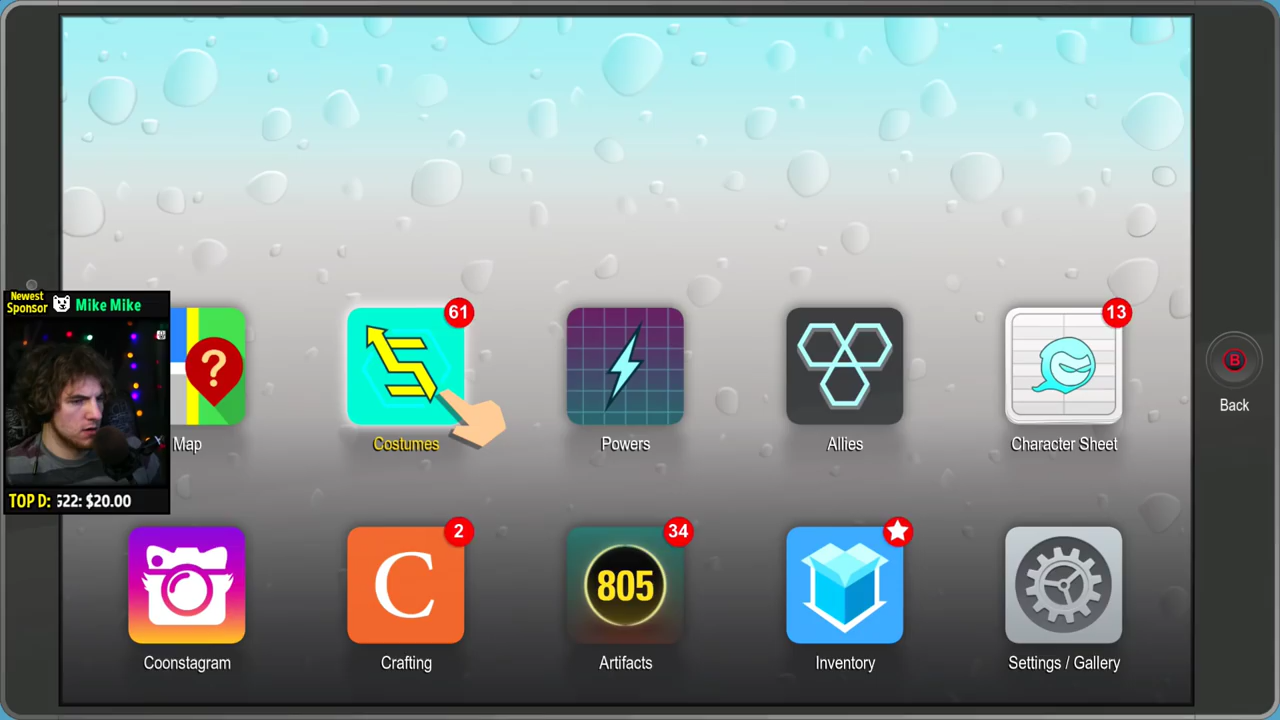 61
13
Newest
Sponsor
Mike Mike
?
B
Back
Map
Costumes
Powers
Allies
Character Sheet
TOP D: $22: $20.00
2
34
C
805
Coonstagram
Crafting
Artifacts
Inventory
Settings / Gallery